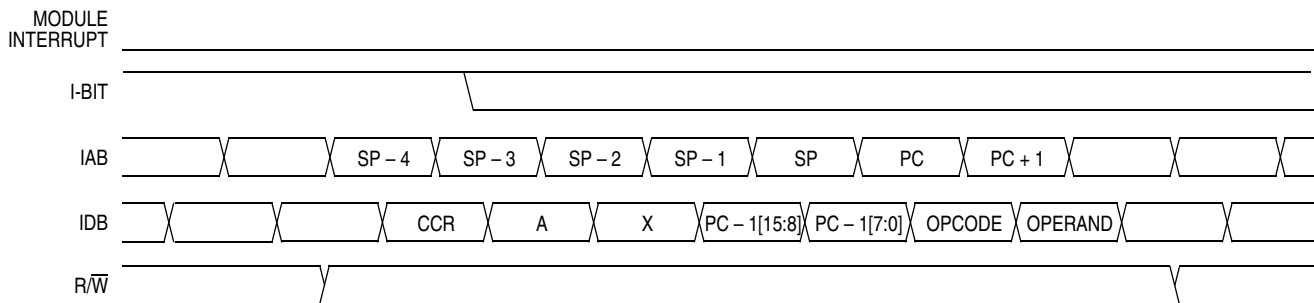 MODULE
INTERRUPT
I-BIT
IAB SP – 4 SP – 3 SP – 2 SP – 1 SP PC PC + 1
IDB CCR A X PC – 1[15:8] PC – 1[7:0] OPCODE OPERAND
R/W̅